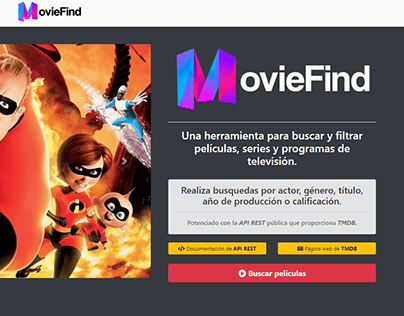 MovieFind
MovieFind
Una herramienta para buscar y filtrar
películas, series y programas de
televisión.
Realiza busquedas por actor, género, título,
año de producción o calificación.
Potenciado con la API REST pública que proporciona TMDB.
Documentación de API REST
Página web de TMDB
Buscar películas